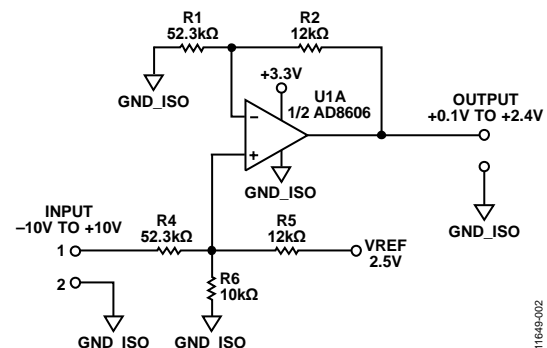 R1
52.3kΩ
R2
12kΩ
+3.3V
GND_ISO
U1A
1/2 AD8606
OUTPUT
+0.1V TO +2.4V
−
+
GND_ISO
GND_ISO
INPUT
–10V TO +10V
R4
52.3kΩ
R5
12kΩ
1
VREF
2.5V
2
R6
10kΩ
GND_ISO
GND_ISO
11649-002